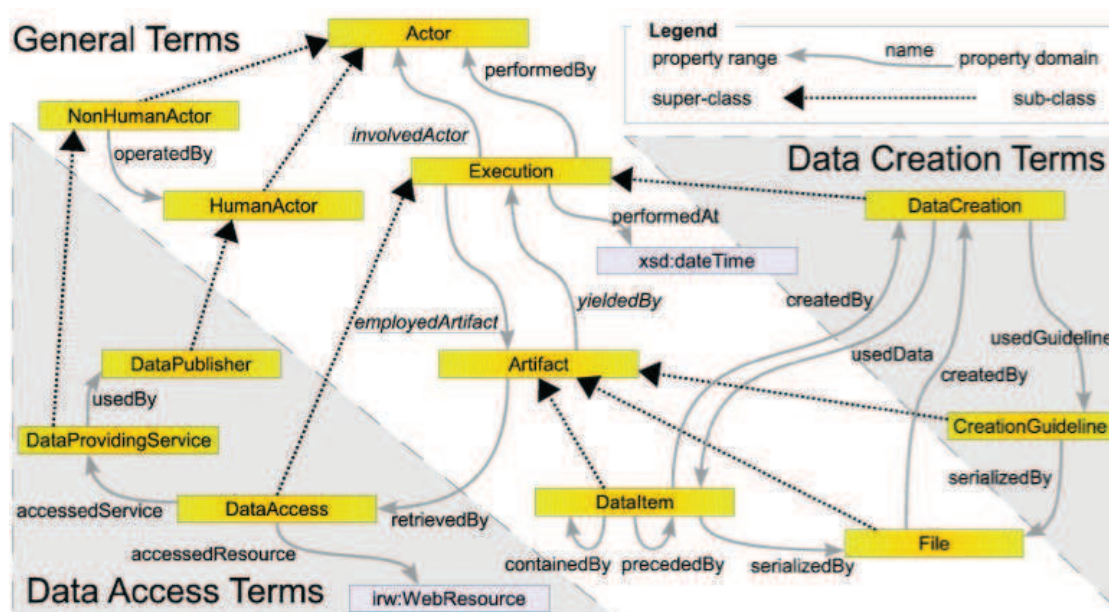 General Terms
Actor
Legend
property range
name
property domain
super-class
sub-class
performedBy
NonHumanActor
involvedActor
operatedBy
Execution
Data Creation Terms
HumanActor
performedAt
DataCreation
xsd:dateTime
createdBy
yieldedBy
employedArtifact
usedGuideline
DataPublisher
Artifact
usedData
createdBy
usedBy
DataProvidingService
CreationGuideline
serializedBy
accessedService
DataAccess
retrievedBy
DataItem
File
accessedResource
containedBy
precededBy
serializedBy
Data Access Terms
irw:WebResource